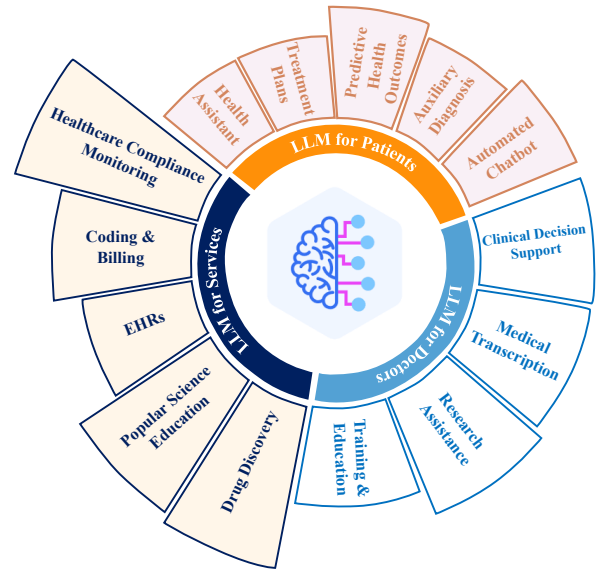 LLM for Patients
Health
Assistant
Treatment
Plans
Predictive
Health
Outcomes
Auxiliary
Diagnosis
Automated
Chatbot
LLM for Doctors
Clinical Decision
Support
Medical
Transcription
Research
Assistance
Training &
Education
LLM for Services
Drug Discovery
Popular Science
Education
EHRs
Coding &
Billing
Healthcare Compliance
Monitoring